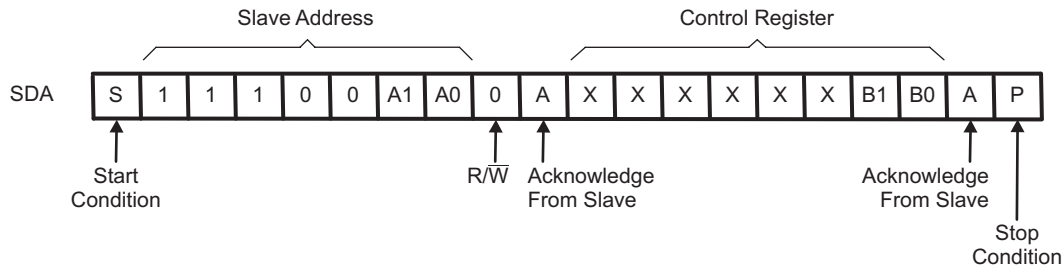 Slave Address
Control Register
SDA S 1 1 1 0 0 A1 A0 0 A X X X X X X B1 B0 A P
Start
Condition
R/W̅
Acknowledge
From Slave
Acknowledge
From Slave
Stop
Condition